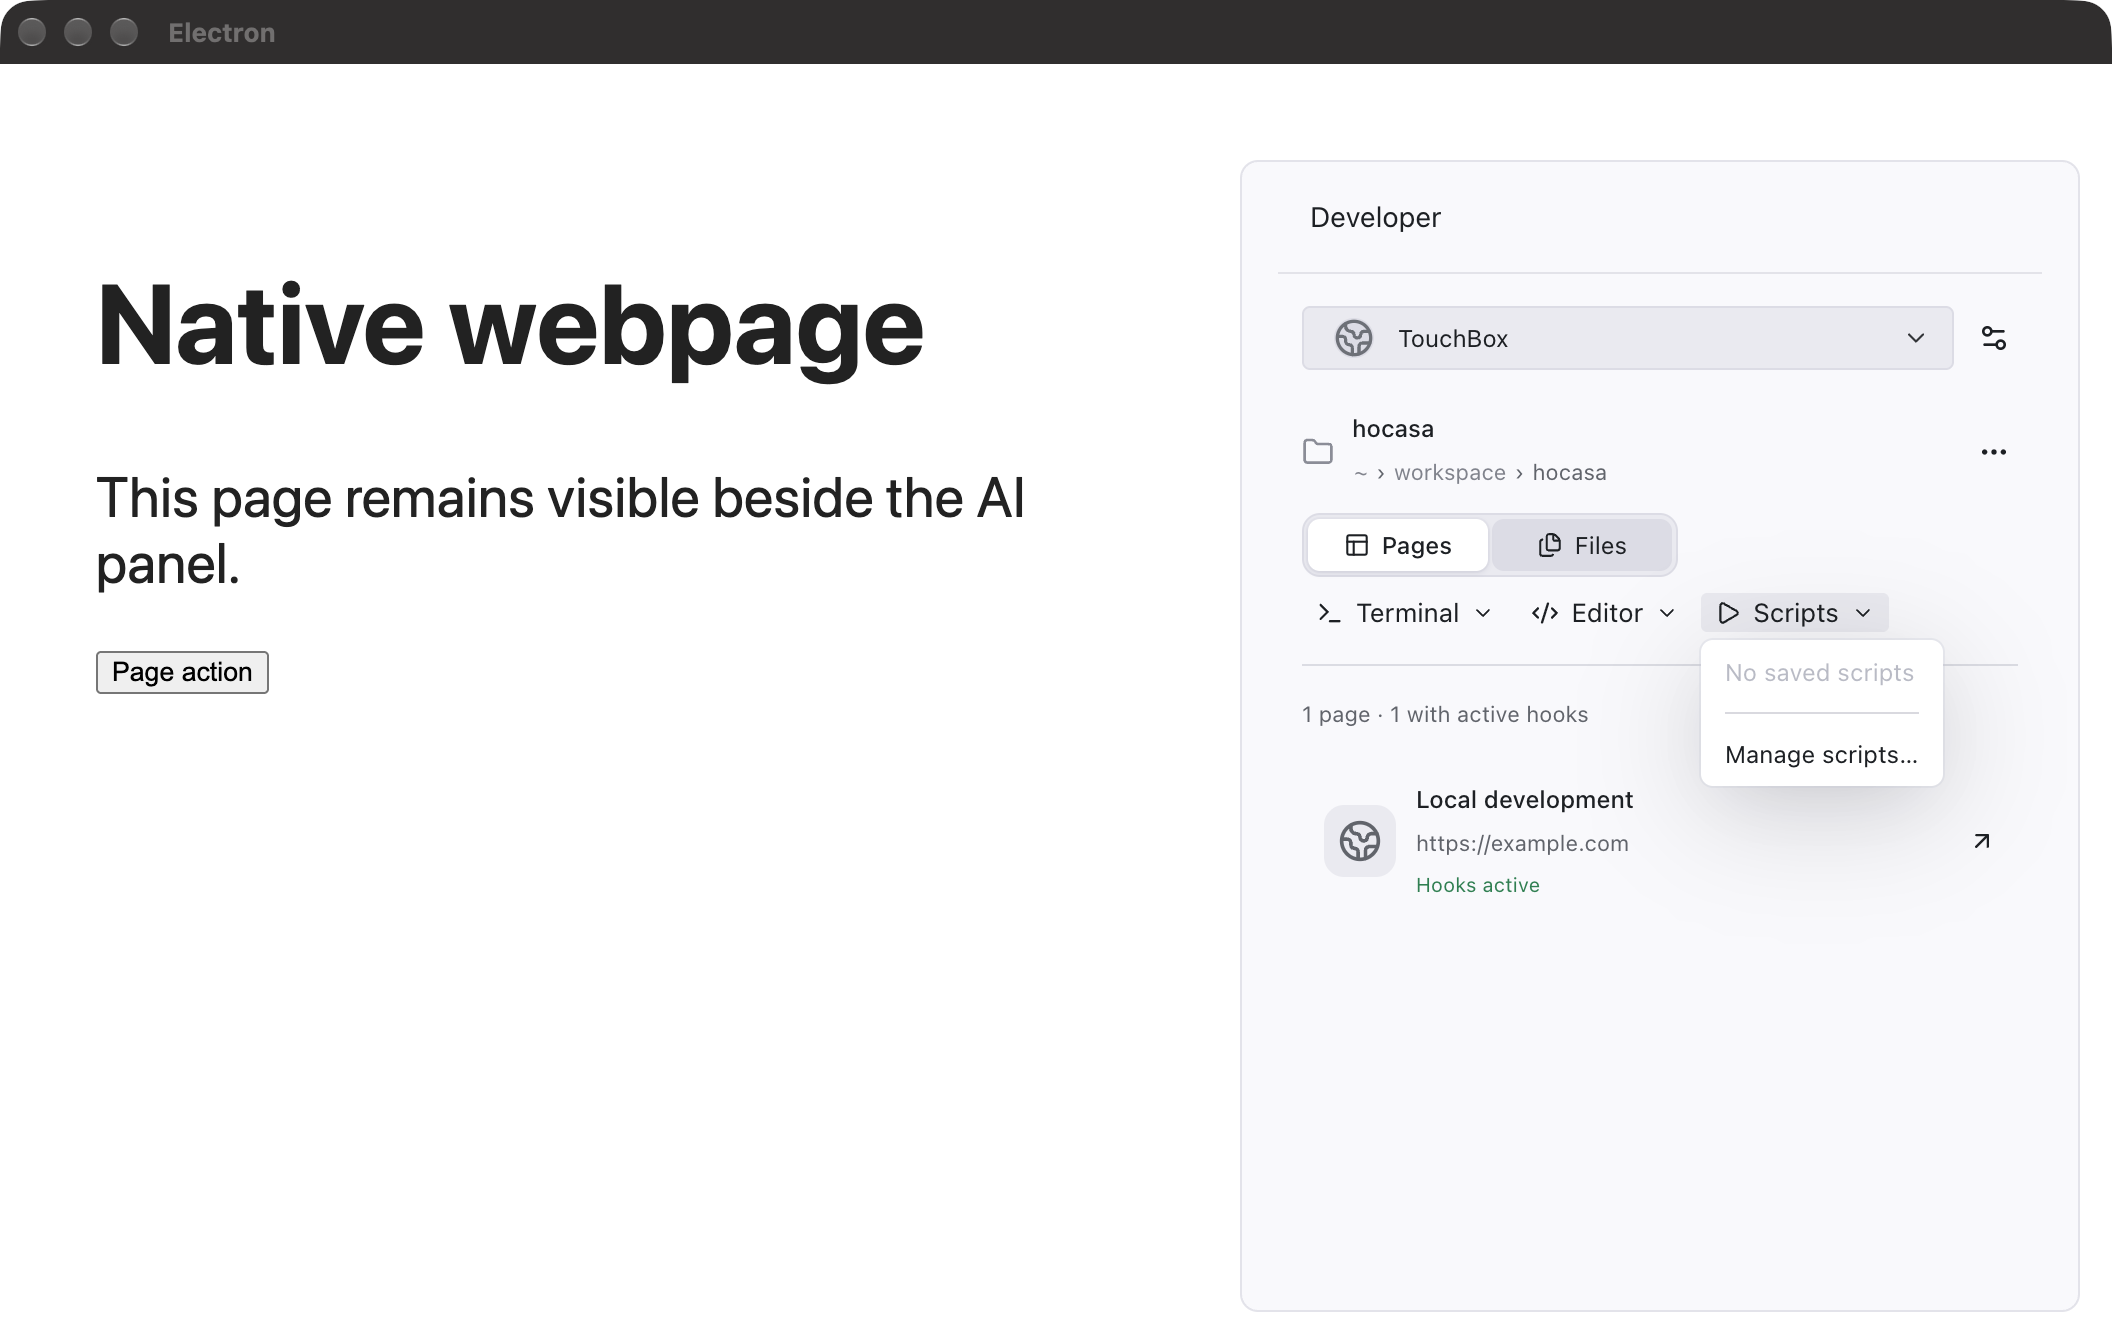 Electron
Native webpage
This page remains visible beside the AI
panel.
Page action
Developer
TouchBox
hocasa
~ › workspace › hocasa
Pages
Files
Terminal
Editor
Scripts
No saved scripts
Manage scripts...
1 page · 1 with active hooks
Local development
https://example.com
Hooks active